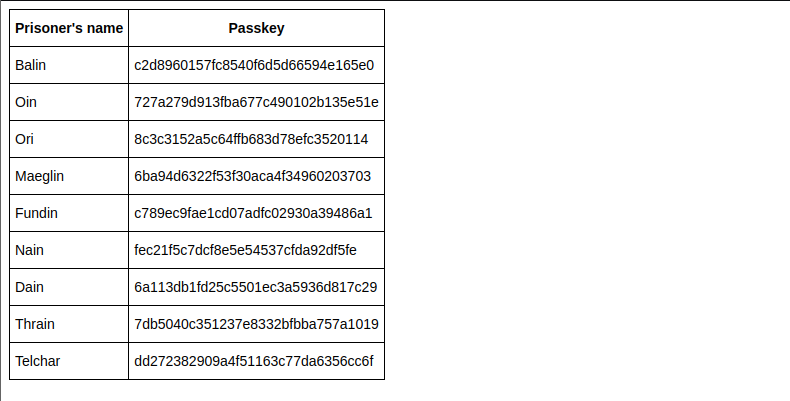 Prisoner's name Passkey
Balin c2d8960157fc8540f6d5d66594e165e0
Oin 727a279d913fba677c490102b135e51e
Ori 8c3c3152a5c64ffb683d78efc3520114
Maeglin 6ba94d6322f53f30aca4f34960203703
Fundin c789ec9fae1cd07adfc02930a39486a1
Nain fec21f5c7dcf8e5e54537cfda92df5fe
Dain 6a113db1fd25c5501ec3a5936d817c29
Thrain 7db5040c351237e8332bfbba757a1019
Telchar dd272382909a4f51163c77da6356cc6f